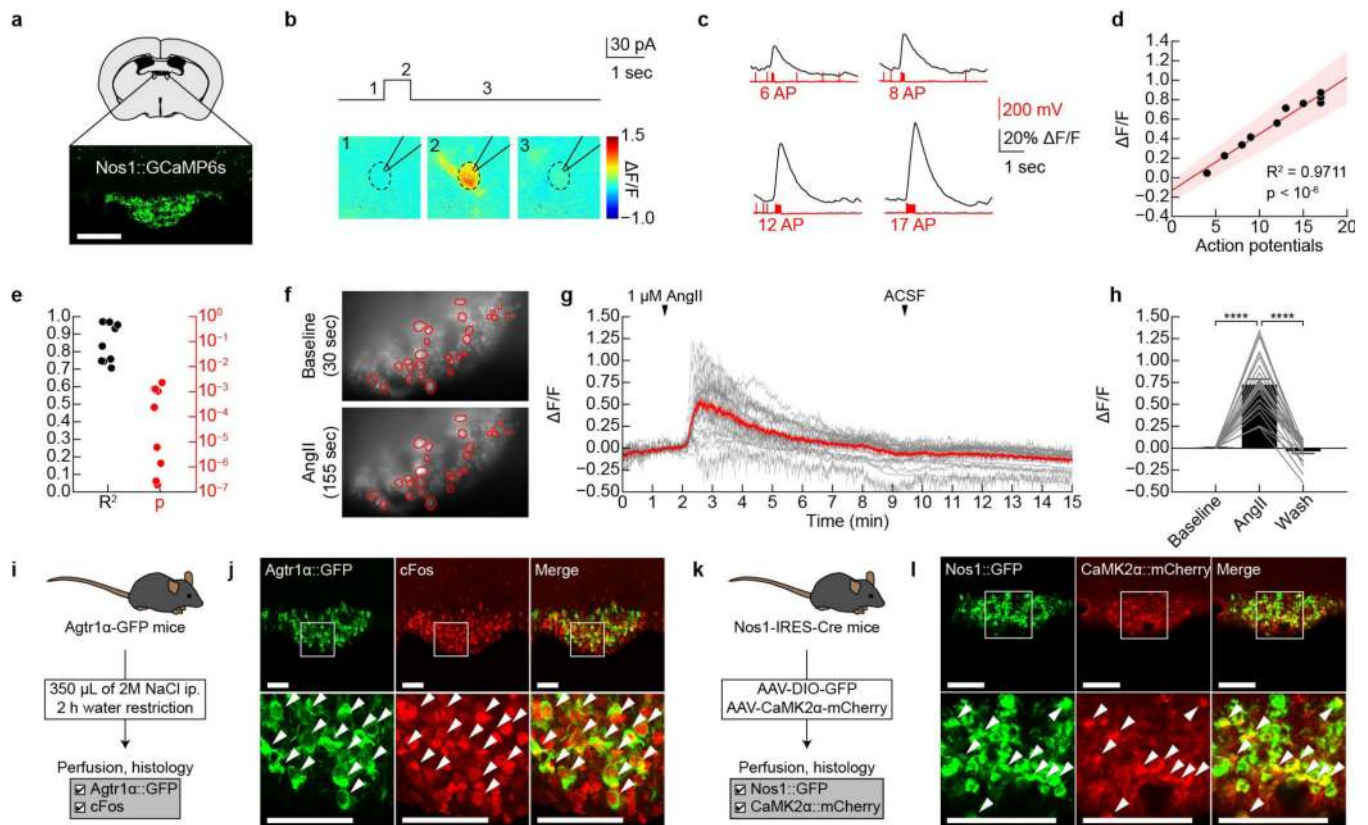 a
Nos1::GCaMP6s
b
30 pA
1 sec
1
2
3
1
2
3
1.5
ΔF/F
−1.0
c
6 AP
8 AP
12 AP
17 AP
200 mV
20% ΔF/F
1 sec
d
1.4
1.2
1.0
0.8
0.6
0.4
0.2
0.0
−0.2
−0.4
ΔF/F
R² = 0.9711
p < 10⁻⁶
0 5 10 15 20
Action potentials
e
1.0
0.9
0.8
0.7
0.6
0.5
0.4
0.3
0.2
0.1
0.0
10⁰
10⁻¹
10⁻²
10⁻³
10⁻⁴
10⁻⁵
10⁻⁶
10⁻⁷
R²
p
f
Baseline
(30 sec)
AngII
(155 sec)
g
1 µM AngII
ACSF
1.50
1.25
1.00
0.75
0.50
0.25
0.00
−0.25
−0.50
ΔF/F
0 1 2 3 4 5 6 7 8 9 10 11 12 13 14 15
Time (min)
h
**** ****
1.50
1.25
1.00
0.75
0.50
0.25
0.00
−0.25
−0.50
ΔF/F
Baseline
AngII
Wash
i
Agtr1α-GFP mice
350 µL of 2M NaCl ip.
2 h water restriction
Perfusion, histology
Agtr1α::GFP
cFos
j
Agtr1α::GFP
cFos
Merge
k
Nos1-IRES-Cre mice
AAV-DIO-GFP
AAV-CaMK2α-mCherry
Perfusion, histology
Nos1::GFP
CaMK2α::mCherry
l
Nos1::GFP
CaMK2α::mCherry
Merge